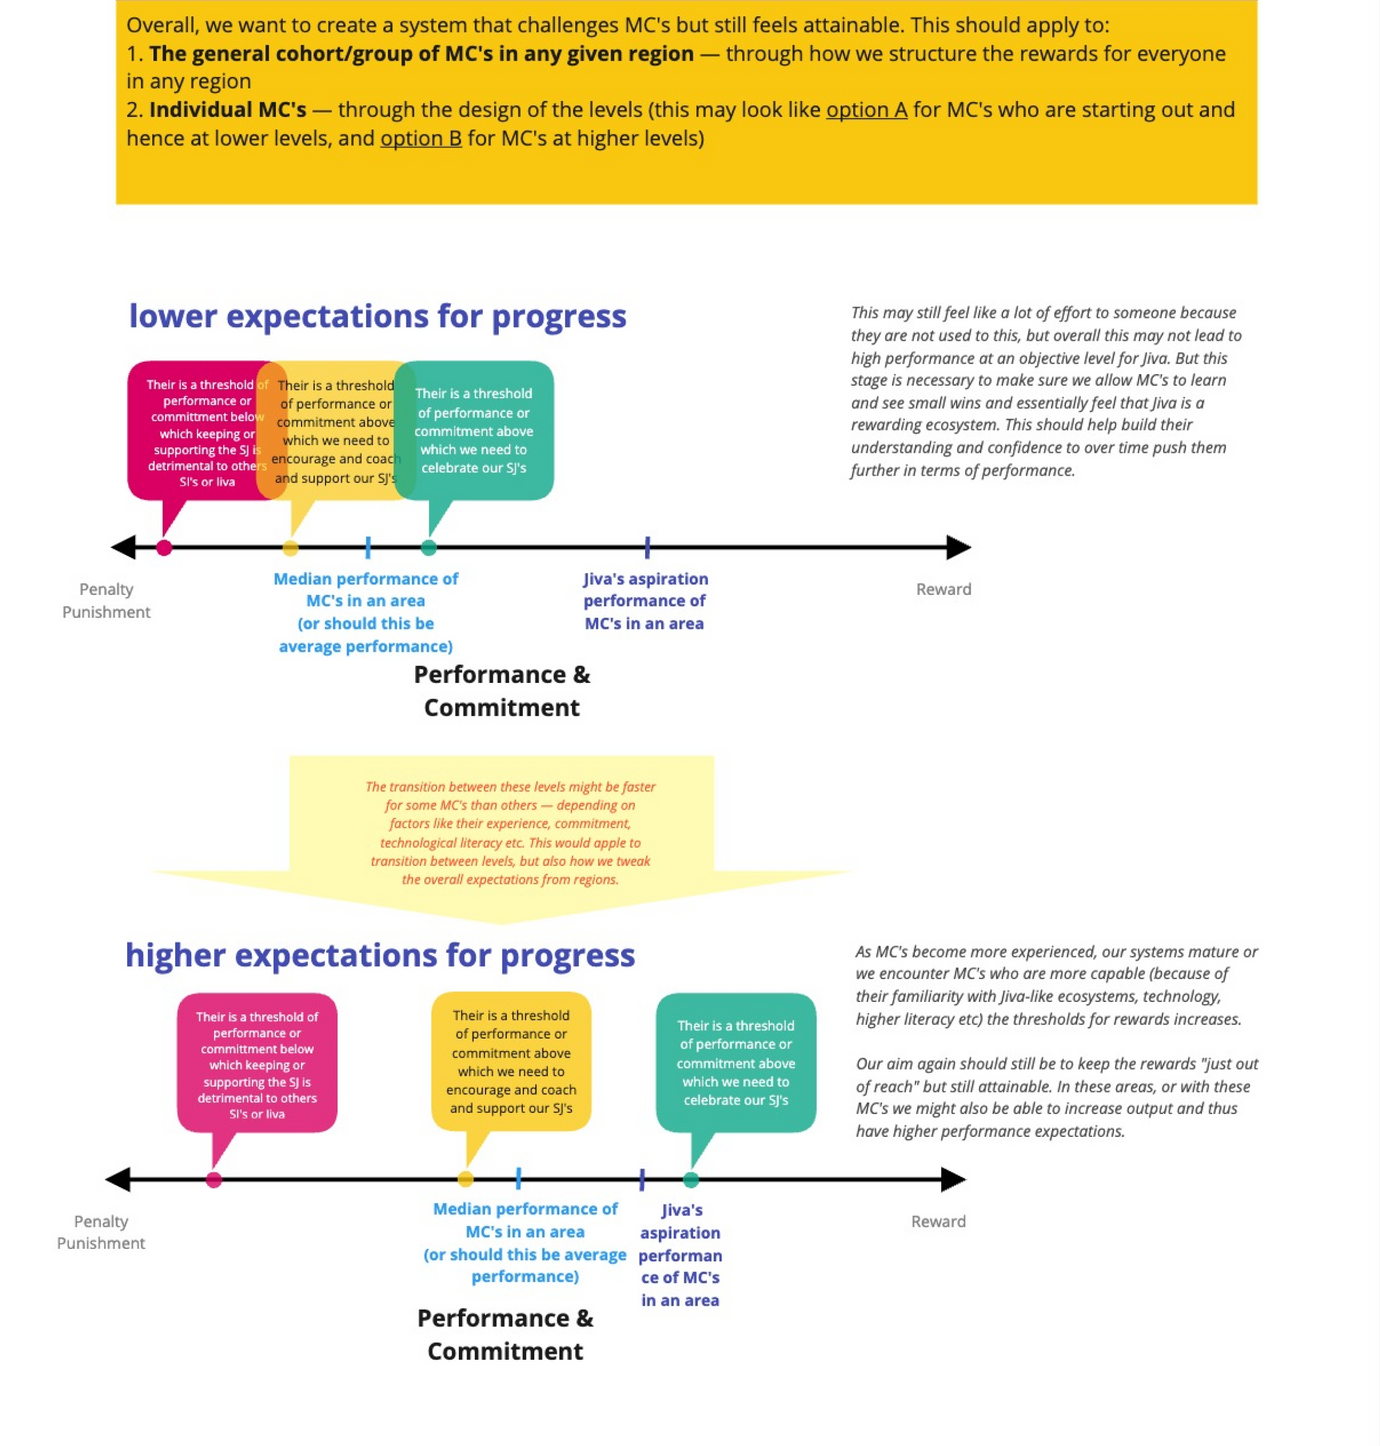 Overall, we want to create a system that challenges MC's but still feels attainable. This should apply to:
1. The general cohort/group of MC's in any given region — through how we structure the rewards for everyone
in any region
2. Individual MC's — through the design of the levels (this may look like option A for MC's who are starting out and
hence at lower levels, and option B for MC's at higher levels)
lower expectations for progress
This may still feel like a lot of effort to someone because
they are not used to this, but overall this may not lead to
high performance at an objective level for Jiva. But this
stage is necessary to make sure we allow MC's to learn
and see small wins and essentially feel that Jiva is a
rewarding ecosystem. This should help build their
understanding and confidence to over time push them
further in terms of performance.
Their is a threshold of
performance or
committment below
which keeping or
supporting the SJ is
detrimental to others
SJ's or Jiva
Their is a threshold
of performance or
commitment above
which we need to
encourage and coach
and support our SJ's
Their is a threshold
of performance or
commitment above
which we need to
celebrate our SJ's
Penalty
Punishment
Median performance of
MC's in an area
(or should this be
average performance)
Jiva's aspiration
performance of
MC's in an area
Reward
Performance &
Commitment
The transition between these levels might be faster
for some MC's than others — depending on
factors like their experience, commitment,
technological literacy etc. This would apple to
transition between levels, but also how we tweak
the overall expectations from regions.
higher expectations for progress
As MC's become more experienced, our systems mature or
we encounter MC's who are more capable (because of
their familiarity with Jiva-like ecosystems, technology,
higher literacy etc) the thresholds for rewards increases.
Our aim again should still be to keep the rewards "just out
of reach" but still attainable. In these areas, or with these
MC's we might also be able to increase output and thus
have higher performance expectations.
Their is a threshold of
performance or
committment below
which keeping or
supporting the SJ is
detrimental to others
SJ's or Jiva
Their is a threshold
of performance or
commitment above
which we need to
encourage and coach
and support our SJ's
Their is a threshold
of performance or
commitment above
which we need to
celebrate our SJ's
Penalty
Punishment
Median performance of
MC's in an area
(or should this be average
performance)
Jiva's
aspiration
performan
ce of MC's
in an area
Reward
Performance &
Commitment